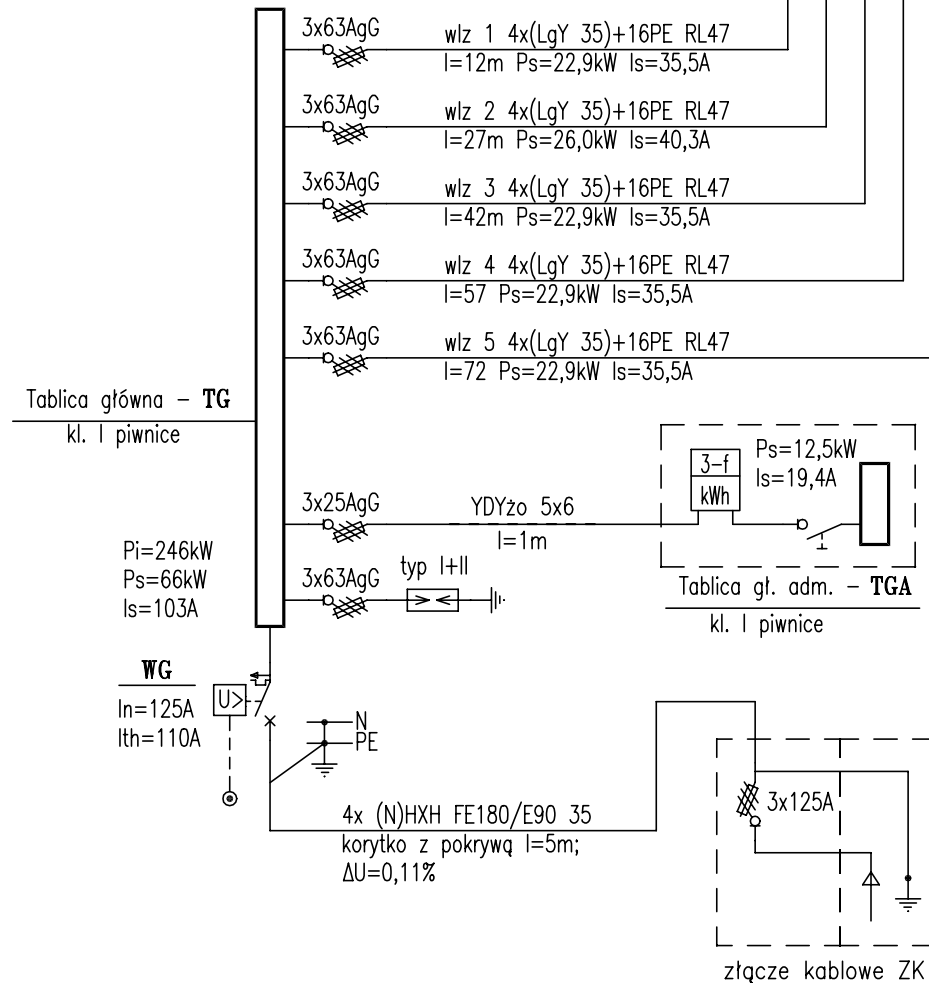 3x63AgG
wlz 1 4x(LgY 35)+16PE RL47
l=12m Ps=22,9kW Is=35,5A
3x63AgG
wlz 2 4x(LgY 35)+16PE RL47
l=27m Ps=26,0kW Is=40,3A
3x63AgG
wlz 3 4x(LgY 35)+16PE RL47
l=42m Ps=22,9kW Is=35,5A
3x63AgG
wlz 4 4x(LgY 35)+16PE RL47
l=57 Ps=22,9kW Is=35,5A
3x63AgG
wlz 5 4x(LgY 35)+16PE RL47
l=72 Ps=22,9kW Is=35,5A
Tablica główna – TG
kl. I piwnice
3x25AgG
YDYżo 5x6
l=1m
3-f
kWh
Ps=12,5kW
Is=19,4A
Tablica gł. adm. – TGA
kl. I piwnice
Pi=246kW
Ps=66kW
Is=103A
3x63AgG
typ I+II
WG
In=125A
Ith=110A
U>
N
PE
4x (N)HXH FE180/E90 35
korytko z pokrywą l=5m;
ΔU=0,11%
3x125A
złącze kablowe ZK